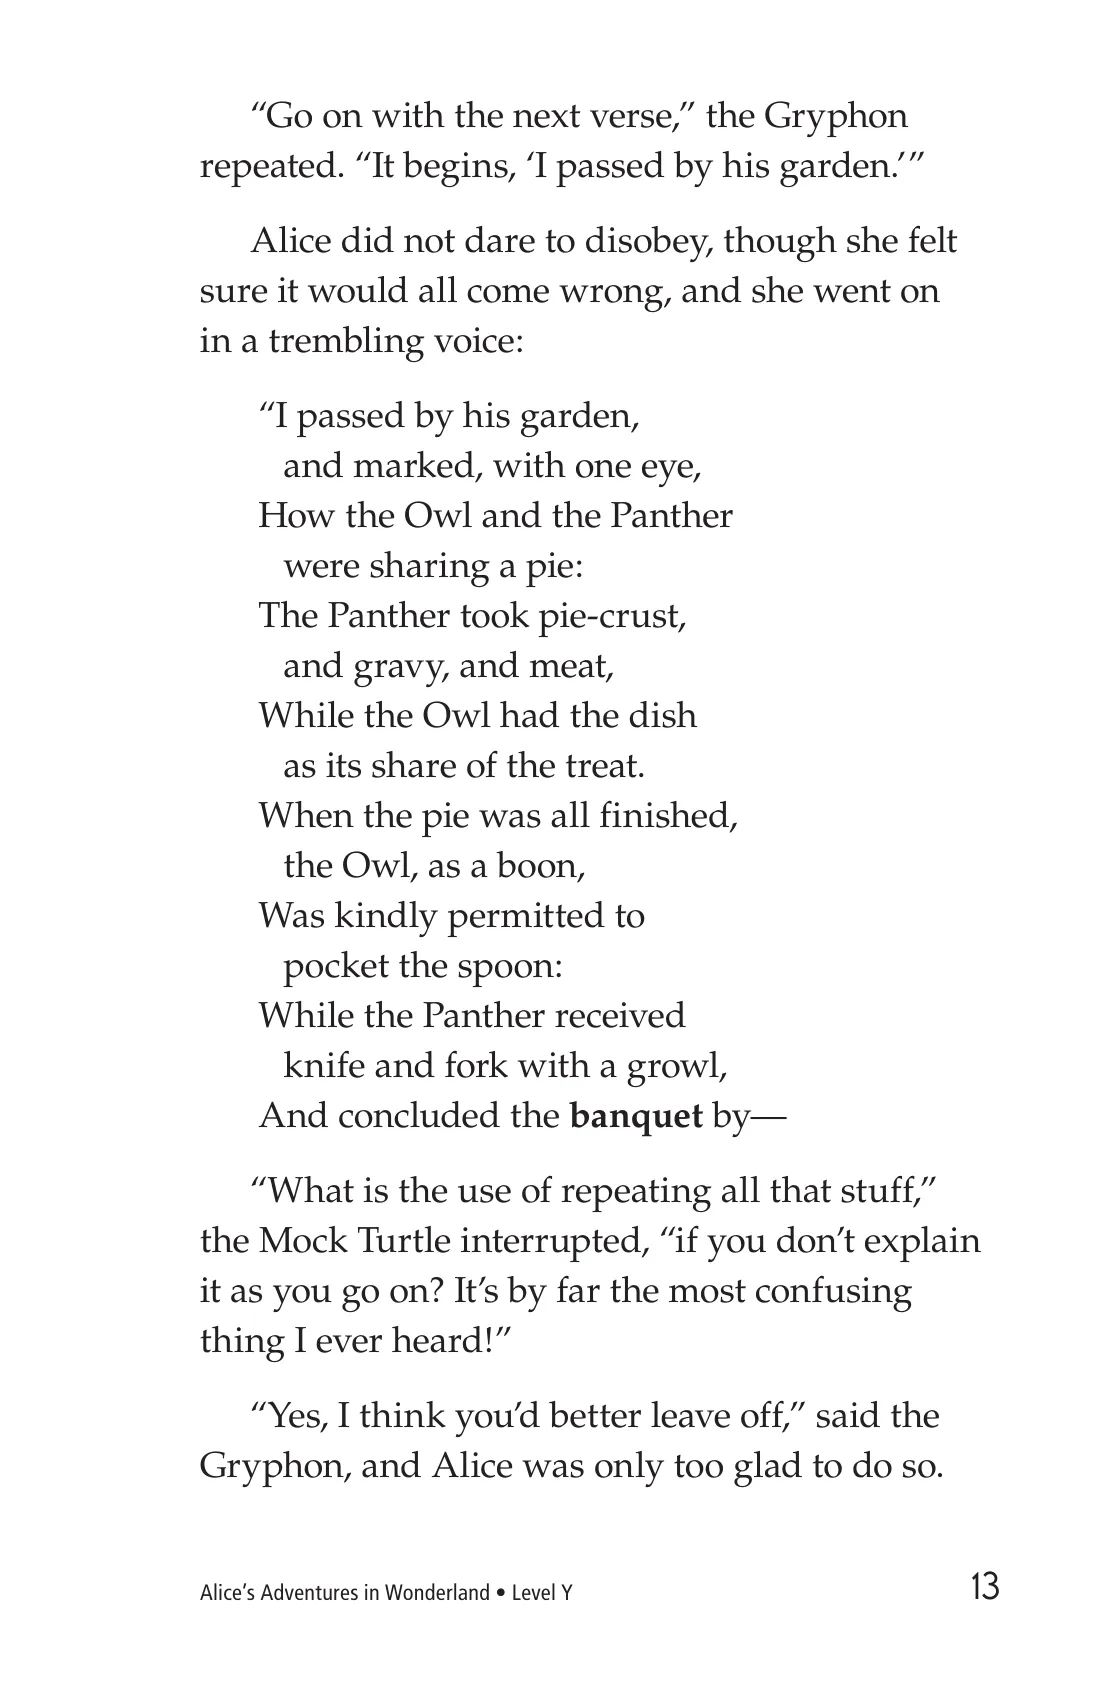 “Go on with the next verse,” the Gryphon
repeated. “It begins, ‘I passed by his garden.’”
Alice did not dare to disobey, though she felt
sure it would all come wrong, and she went on
in a trembling voice:
“I passed by his garden,
and marked, with one eye,
How the Owl and the Panther
were sharing a pie:
The Panther took pie-crust,
and gravy, and meat,
While the Owl had the dish
as its share of the treat.
When the pie was all finished,
the Owl, as a boon,
Was kindly permitted to
pocket the spoon:
While the Panther received
knife and fork with a growl,
And concluded the banquet by—
“What is the use of repeating all that stuff,”
the Mock Turtle interrupted, “if you don’t explain
it as you go on? It’s by far the most confusing
thing I ever heard!”
“Yes, I think you’d better leave off,” said the
Gryphon, and Alice was only too glad to do so.
Alice’s Adventures in Wonderland • Level Y
13